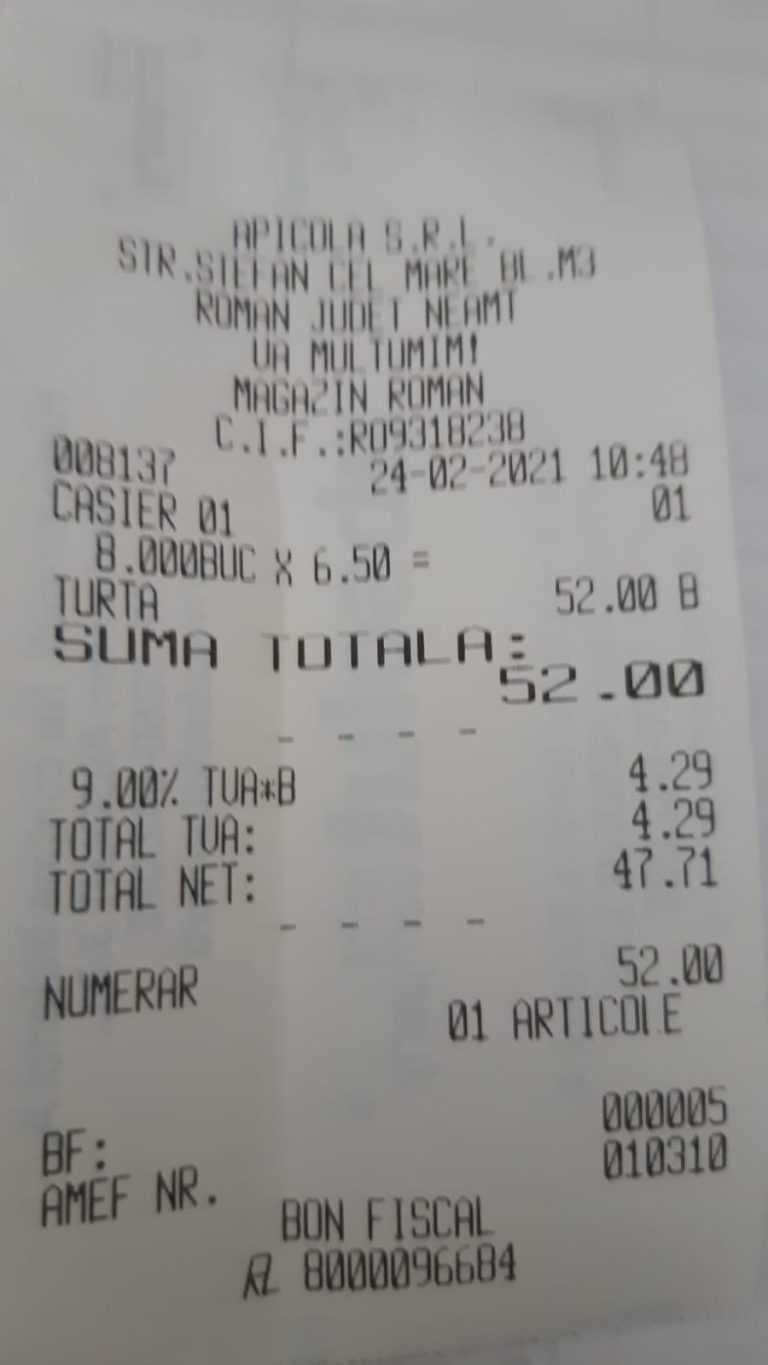 APICOLA S.R.L.
STR.STEFAN CEL MARE BL.M3
ROMAN JUDET NEAMT
VA MULTUMIM!
MAGAZIN ROMAN
C.I.F.:RO9318238
008137 24-02-2021 10:48
CASIER 01 01
8.000BUC X 6.50 =
TURTA 52.00 B
SUMA TOTALA:
52.00
- - - -
9.00% TVA*B 4.29
TOTAL TVA: 4.29
TOTAL NET: 47.71
- - - -
NUMERAR 52.00
01 ARTICOLE
BF: 000005
AMEF NR. 010310
BON FISCAL
8000096684